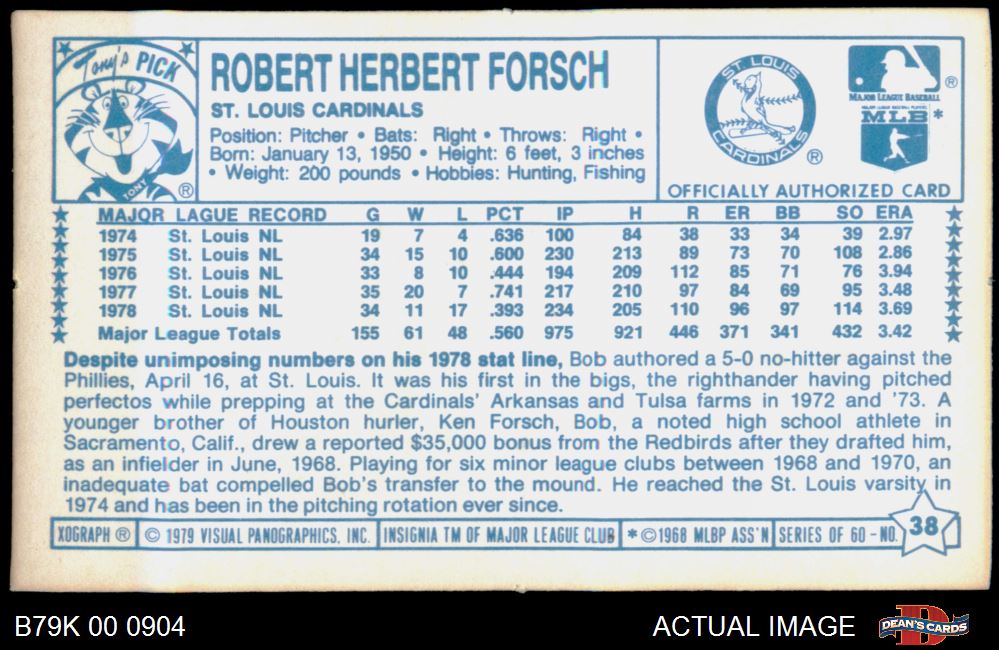 Tony's PICK
TONY
®
ROBERT HERBERT FORSCH
ST. LOUIS CARDINALS
Position: Pitcher • Bats: Right • Throws: Right •
Born: January 13, 1950 • Height: 6 feet, 3 inches
• Weight: 200 pounds • Hobbies: Hunting, Fishing
ST. LOUIS
CARDINALS
®
®
MAJOR LEAGUE BASEBALL
MAJOR LEAGUE BASEBALL PLAYERS
MLB *
OFFICIALLY AUTHORIZED CARD
MAJOR LAGUE RECORD G W L PCT IP H R ER BB SO ERA
1974 St. Louis NL 19 7 4 .636 100 84 38 33 34 39 2.97
1975 St. Louis NL 34 15 10 .600 230 213 89 73 70 108 2.86
1976 St. Louis NL 33 8 10 .444 194 209 112 85 71 76 3.94
1977 St. Louis NL 35 20 7 .741 217 210 97 84 69 95 3.48
1978 St. Louis NL 34 11 17 .393 234 205 110 96 97 114 3.69
Major League Totals 155 61 48 .560 975 921 446 371 341 432 3.42
Despite unimposing numbers on his 1978 stat line, Bob authored a 5-0 no-hitter against the
Phillies, April 16, at St. Louis. It was his first in the bigs, the righthander having pitched
perfectos while prepping at the Cardinals' Arkansas and Tulsa farms in 1972 and '73. A
younger brother of Houston hurler, Ken Forsch, Bob, a noted high school athlete in
Sacramento, Calif., drew a reported $35,000 bonus from the Redbirds after they drafted him,
as an infielder in June, 1968. Playing for six minor league clubs between 1968 and 1970, an
inadequate bat compelled Bob's transfer to the mound. He reached the St. Louis varsity in
1974 and has been in the pitching rotation ever since.
XOGRAPH ® © 1979 VISUAL PANOGRAPHICS, INC. INSIGNIA TM OF MAJOR LEAGUE CLUB * ©1968 MLBP ASS'N SERIES OF 60 - NO. 38
B79K 00 0904 ACTUAL IMAGE
D
DEAN'S CARDS